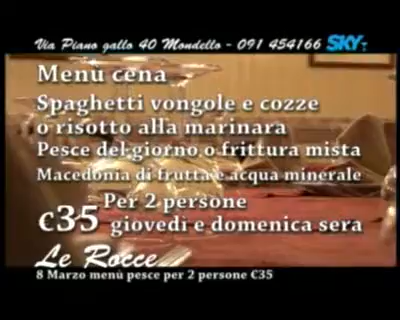 Via Piano gallo 40 Mondello - 091 454166 SKY
Menù cena
Spaghetti vongole e cozze
o risotto alla marinara
Pesce del giorno o frittura mista
Macedonia di frutta e acqua minerale
€35 Per 2 persone
giovedì e domenica sera
Le Rocce
8 Marzo menù pesce per 2 persone €35